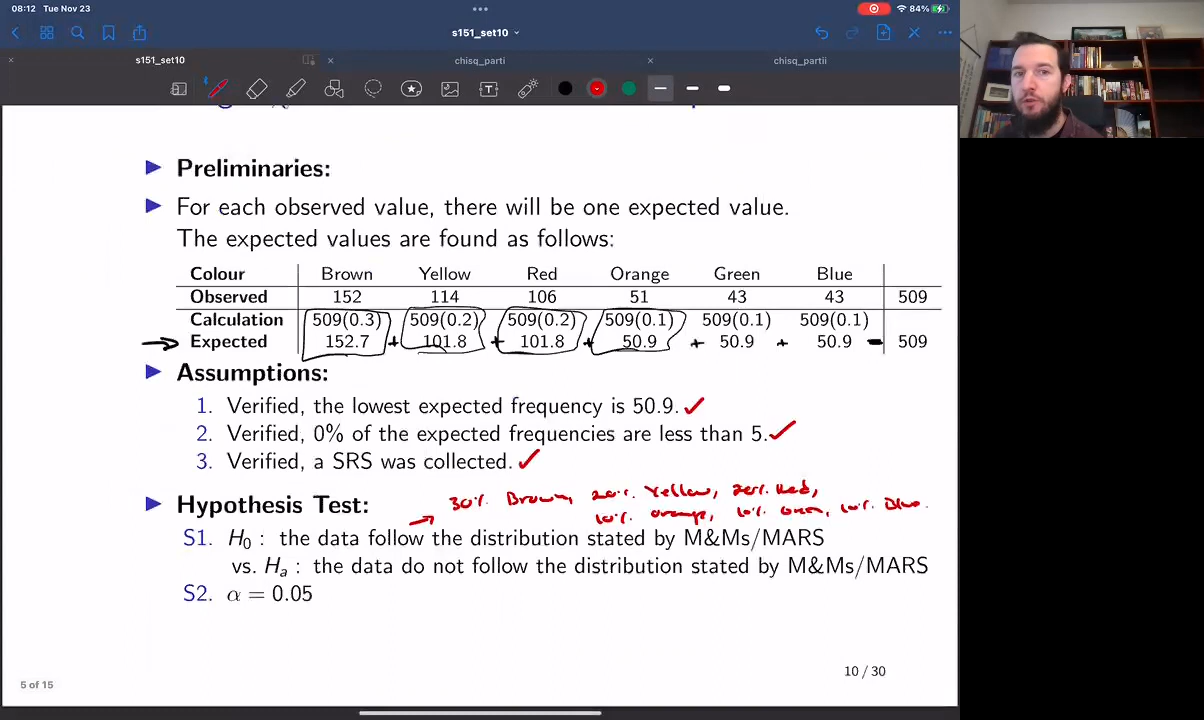 08:12 Tue Nov 23
84%
s151_set10
s151_set10 chisq_parti chisq_partii
Preliminaries:
For each observed value, there will be one expected value.
The expected values are found as follows:
Colour Brown Yellow Red Orange Green Blue
Observed 152 114 106 51 43 43 509
Calculation 509(0.3) 509(0.2) 509(0.2) 509(0.1) 509(0.1) 509(0.1)
→ Expected 152.7 + 101.8 + 101.8 + 50.9 + 50.9 + 50.9 = 509
Assumptions:
1. Verified, the lowest expected frequency is 50.9. ✓
2. Verified, 0% of the expected frequencies are less than 5. ✓
3. Verified, a SRS was collected. ✓
30% Brown, 20% Yellow, 20% Red,
Hypothesis Test:
→ 10% orange, 10% Green, 10% Blue.
S1. H₀ : the data follow the distribution stated by M&Ms/MARS
vs. Hₐ : the data do not follow the distribution stated by M&Ms/MARS
S2. α = 0.05
10 / 30
5 of 15